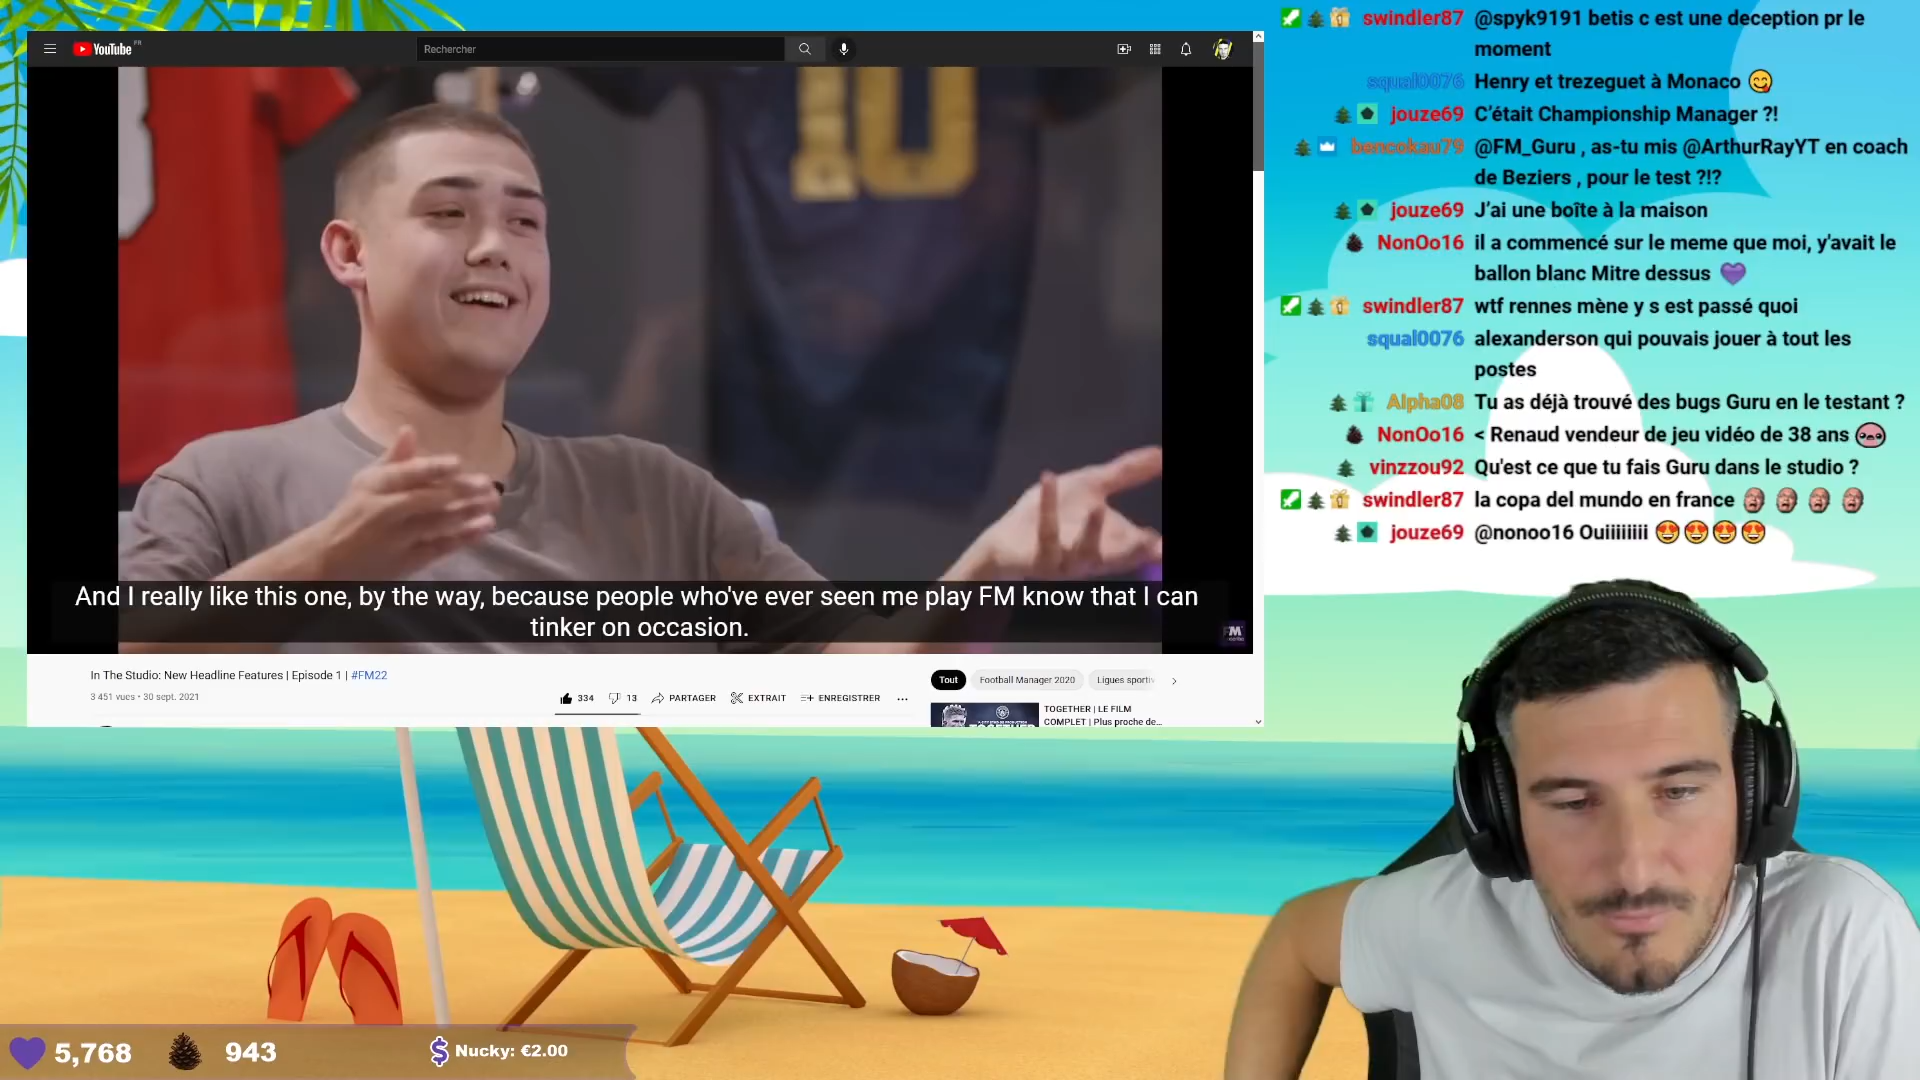 YouTube FR
Rechercher
10
And I really like this one, by the way, because people who've ever seen me play FM know that I can
tinker on occasion.
FM
In The Studio: New Headline Features | Episode 1 | #FM22
3 451 vues • 30 sept. 2021
334
13
PARTAGER
EXTRAIT
ENREGISTRER
Tout
Football Manager 2020
Ligues sporti
TOGETHER | LE FILM
COMPLET | Plus proche de...
swindler87 @spyk9191 betis c est une deception pr le
moment
squal0076 Henry et trezeguet à Monaco 😋
jouze69 C'était Championship Manager ?!
bencokau79 @FM_Guru , as-tu mis @ArthurRayYT en coach
de Beziers , pour le test ?!?
jouze69 J'ai une boîte à la maison
NonOo16 il a commencé sur le meme que moi, y'avait le
ballon blanc Mitre dessus 💜
swindler87 wtf rennes mène y s est passé quoi
squal0076 alexanderson qui pouvais jouer à tout les
postes
Alpha08 Tu as déjà trouvé des bugs Guru en le testant ?
NonOo16 < Renaud vendeur de jeu vidéo de 38 ans
vinzzou92 Qu'est ce que tu fais Guru dans le studio ?
swindler87 la copa del mundo en france
jouze69 @nonoo16 Ouiiiiiiii 😍😍😍😍
5,768
943
$ Nucky: €2.00